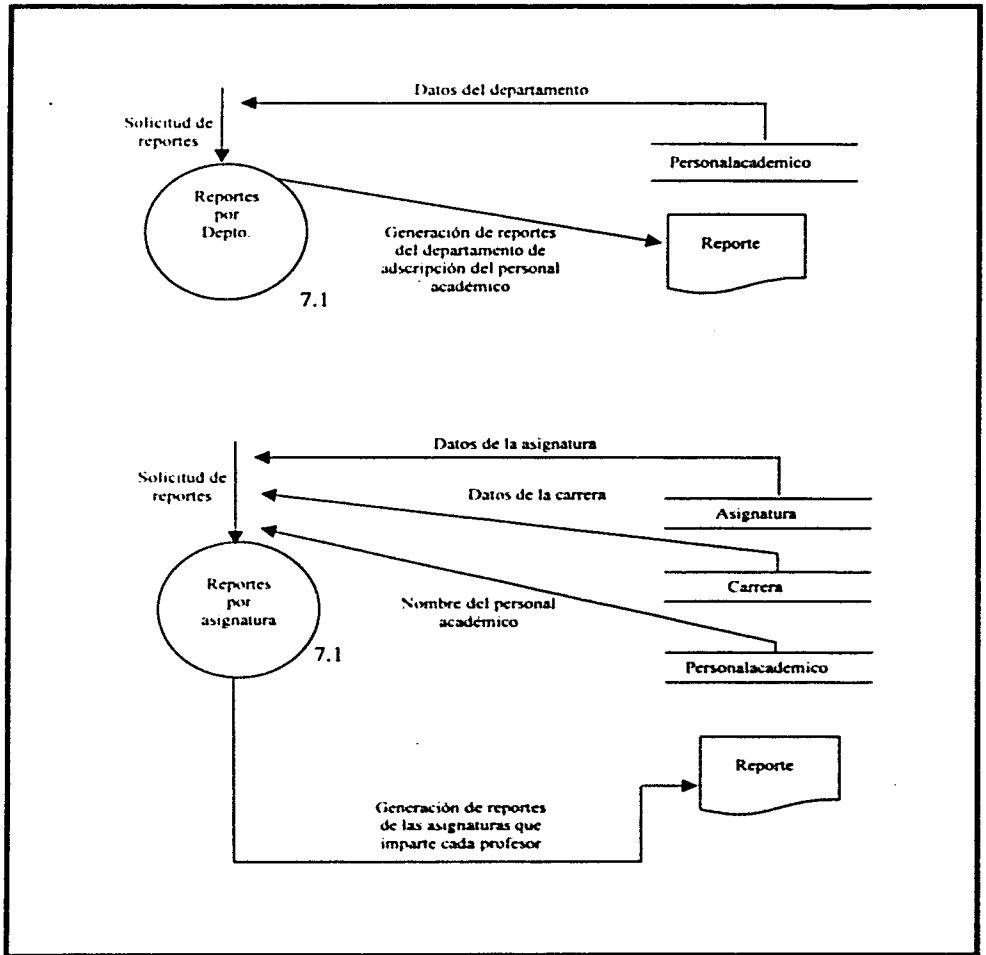 Datos del departamento
Solicitud de
reportes
Personalacademico
Reportes
por
Depto.
Generación de reportes
del departamento de
adscripción del personal
académico
Reporte
7.1
Datos de la asignatura
Solicitud de
reportes
Datos de la carrera
Asignatura
Reportes
por
asignatura
Carrera
Nombre del personal
académico
7.1
Personalacademico
Reporte
Generación de reportes
de las asignaturas que
imparte cada profesor